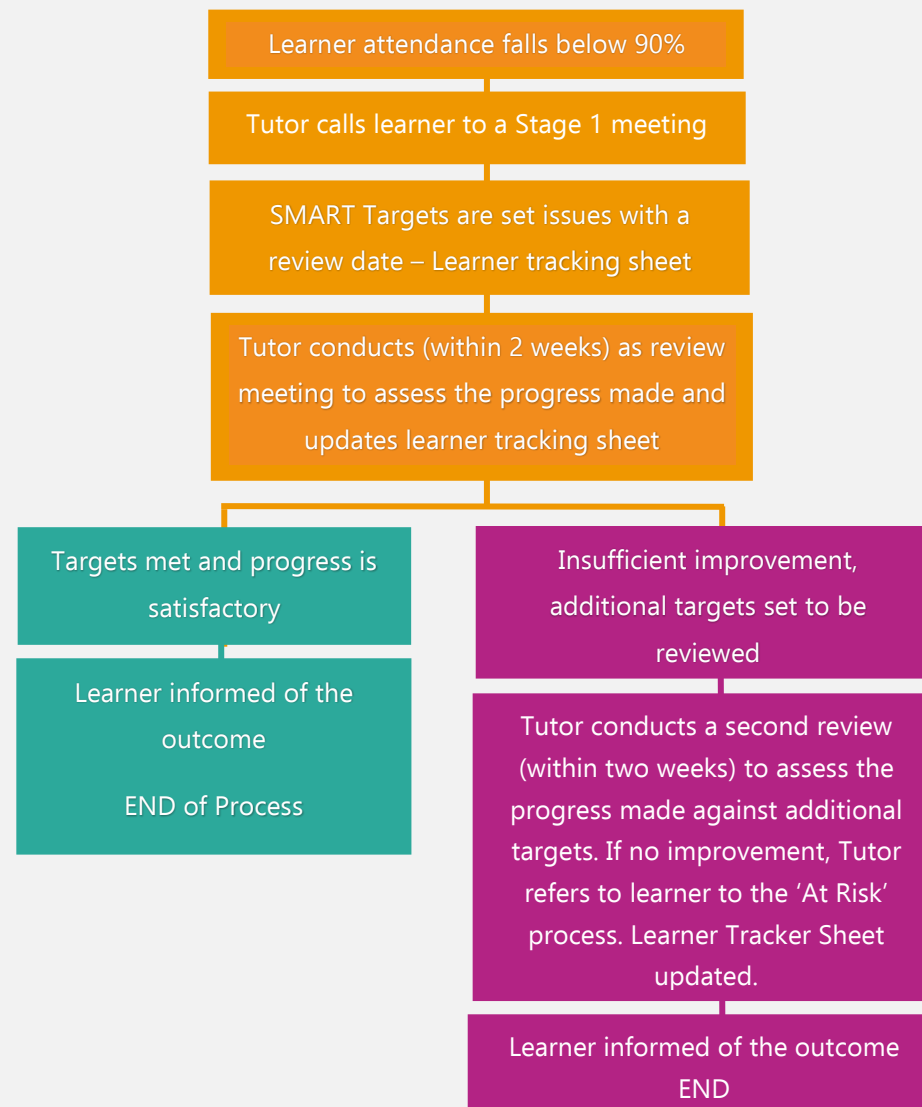 Learner attendance falls below 90%
Tutor calls learner to a Stage 1 meeting
SMART Targets are set issues with a
review date – Learner tracking sheet
Tutor conducts (within 2 weeks) as review
meeting to assess the progress made and
updates learner tracking sheet
Targets met and progress is
satisfactory
Learner informed of the
outcome
END of Process
Insufficient improvement,
additional targets set to be
reviewed
Tutor conducts a second review
(within two weeks) to assess the
progress made against additional
targets. If no improvement, Tutor
refers to learner to the ‘At Risk’
process. Learner Tracker Sheet
updated.
Learner informed of the outcome
END